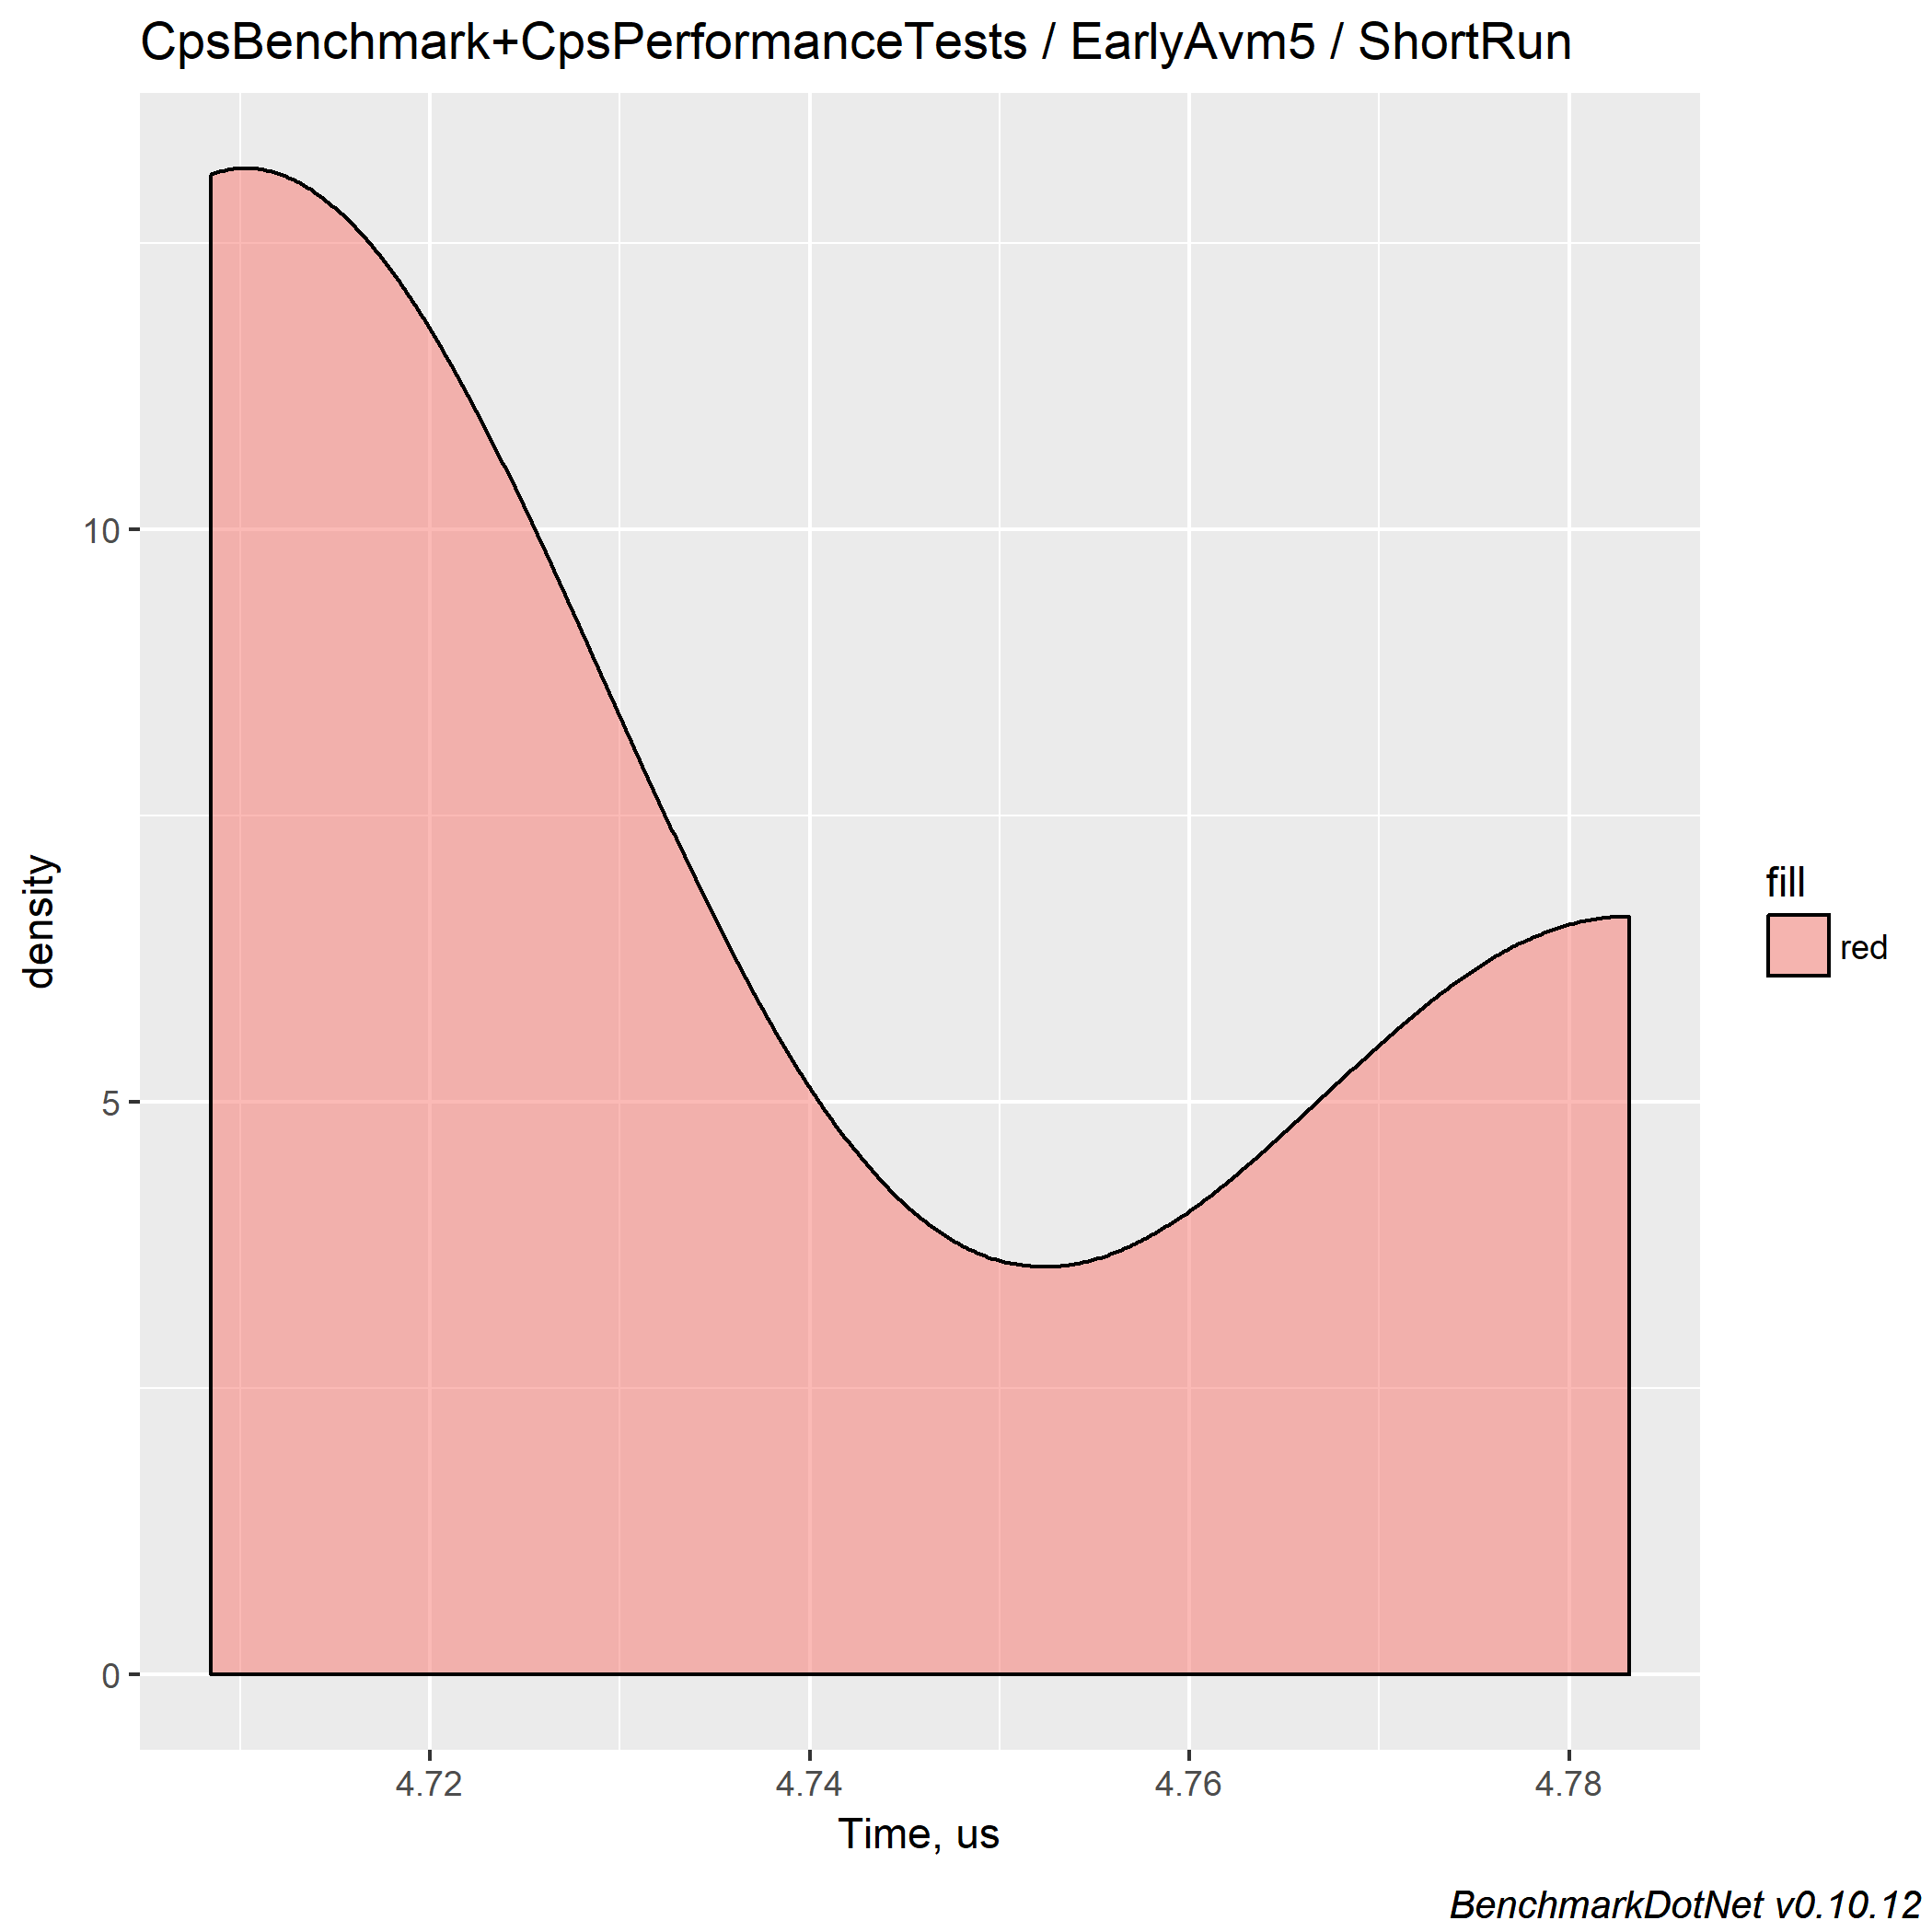 CpsBenchmark+CpsPerformanceTests / EarlyAvm5 / ShortRun
density
10
5
0
4.72 4.74 4.76 4.78
Time, us
fill
red
BenchmarkDotNet v0.10.12